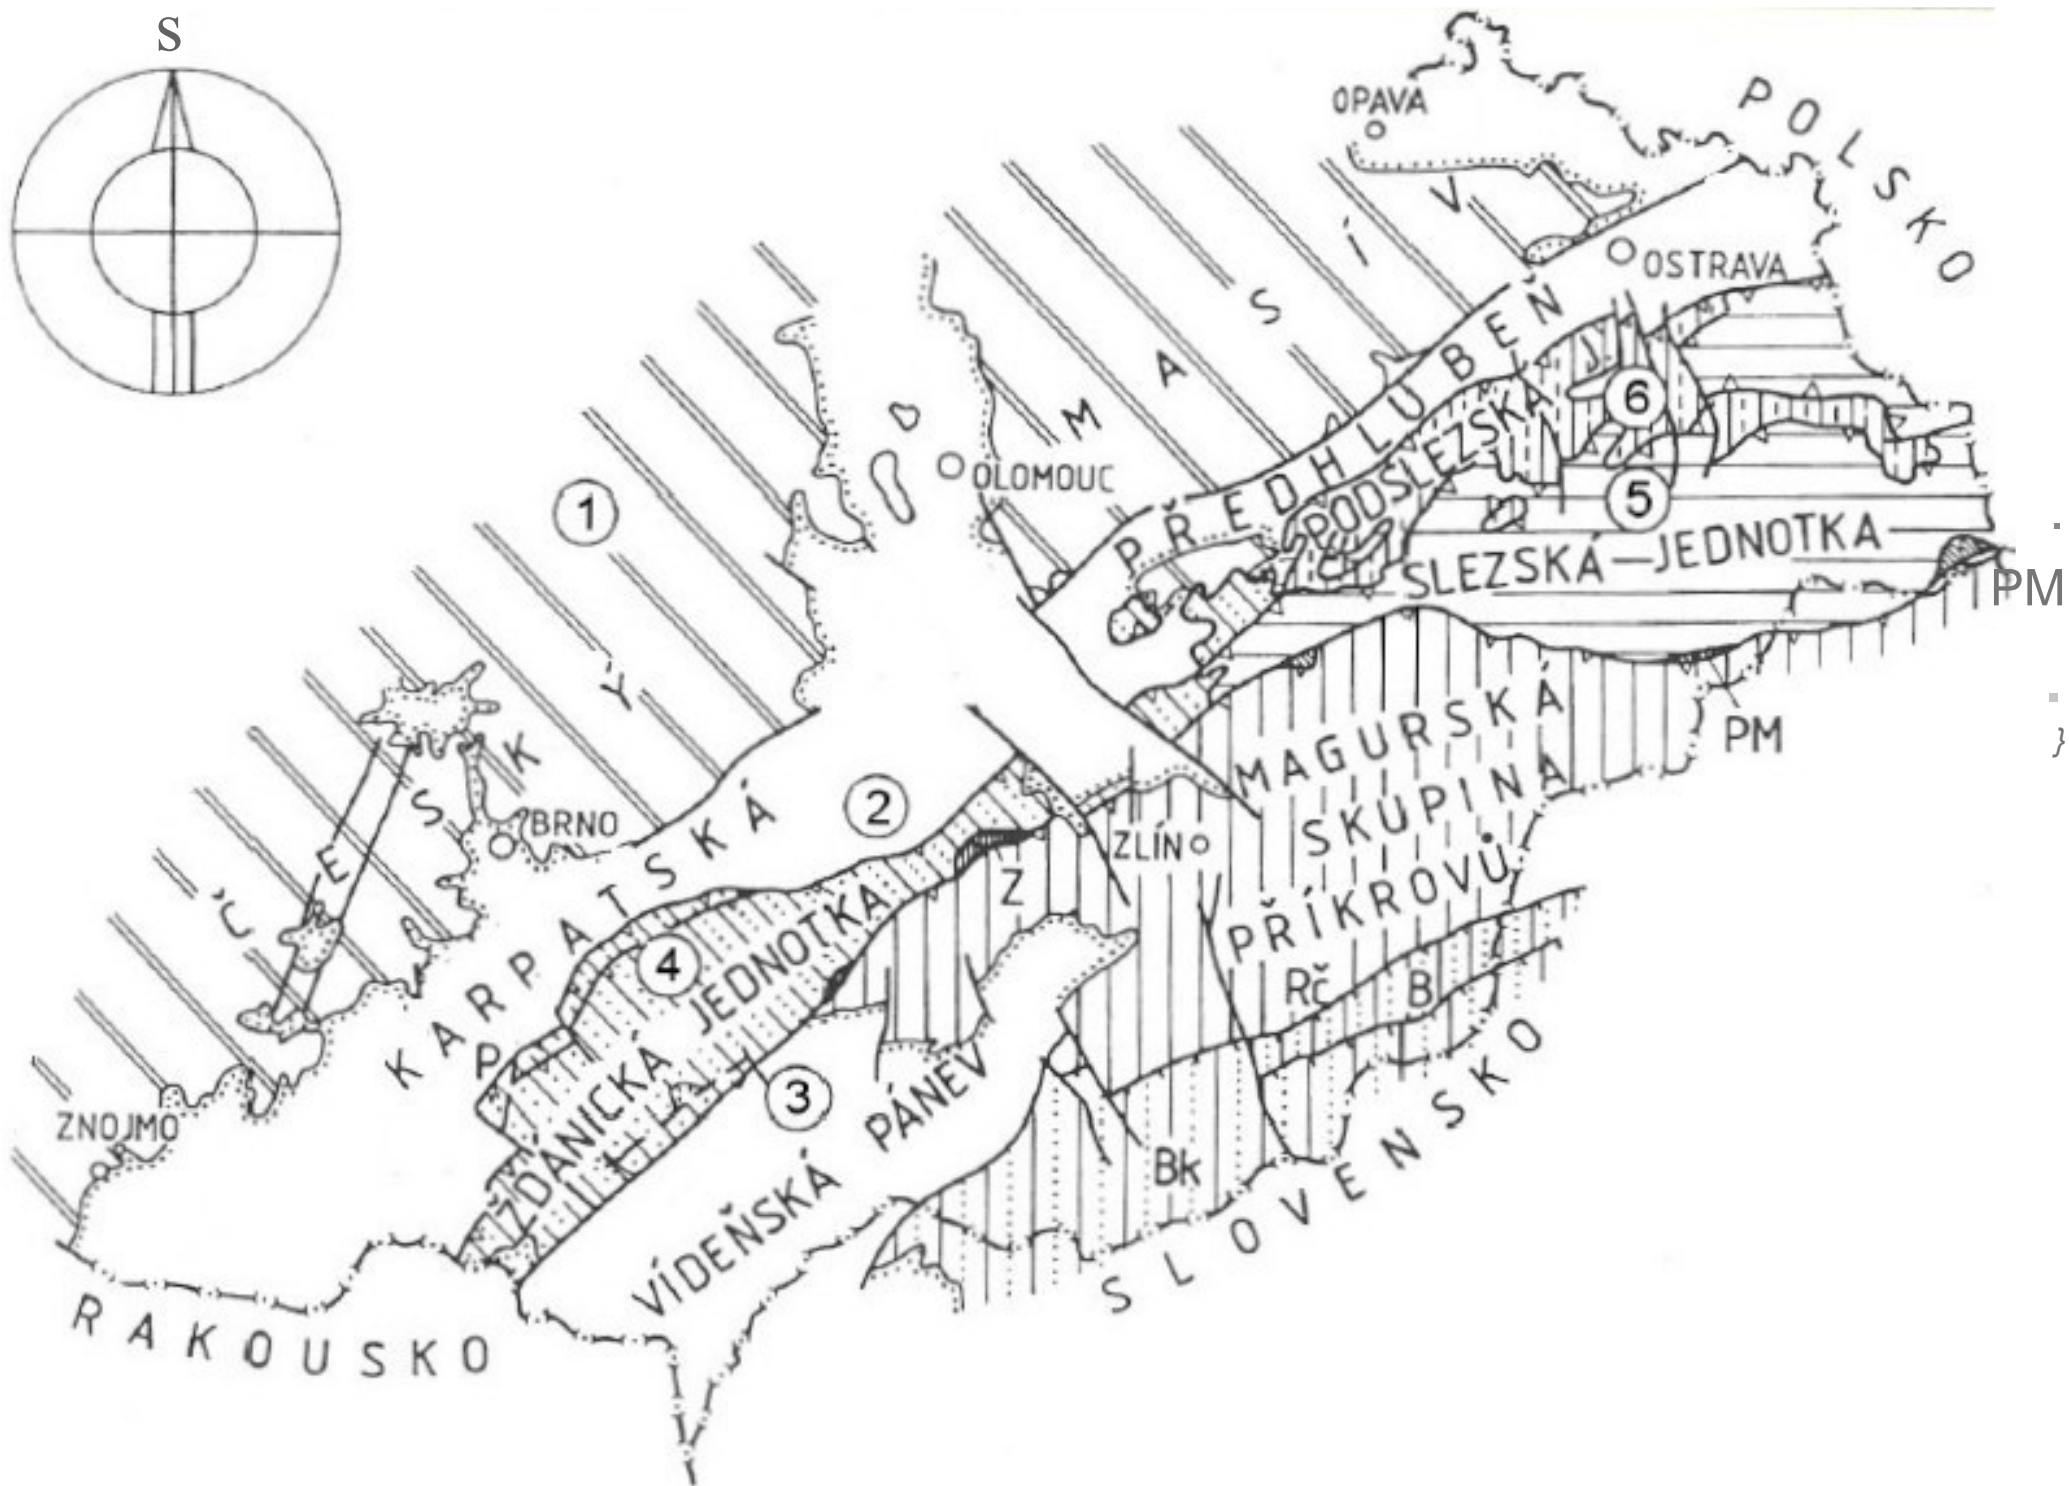 S
OPAVA
POLSKO
OSTRAVA
ČESKÝ MASÍV
OLOMOUC
KARPATSKÁ PŘEDHLUBEŇ
PODSLEZSKÁ J.
6
5
1
SLEZSKÁ JEDNOTKA
PM
PM
}
MAGURSKÁ
SKUPINA
PŘÍKROVŮ
2
BRNO
ZLÍN
Z
4
ŽDÁNICKÁ JEDNOTKA
Rč
B
P
3
ZNOJMO
VÍDEŇSKÁ PÁNEV
Bk
SLOVENSKO
RAKOUSKO